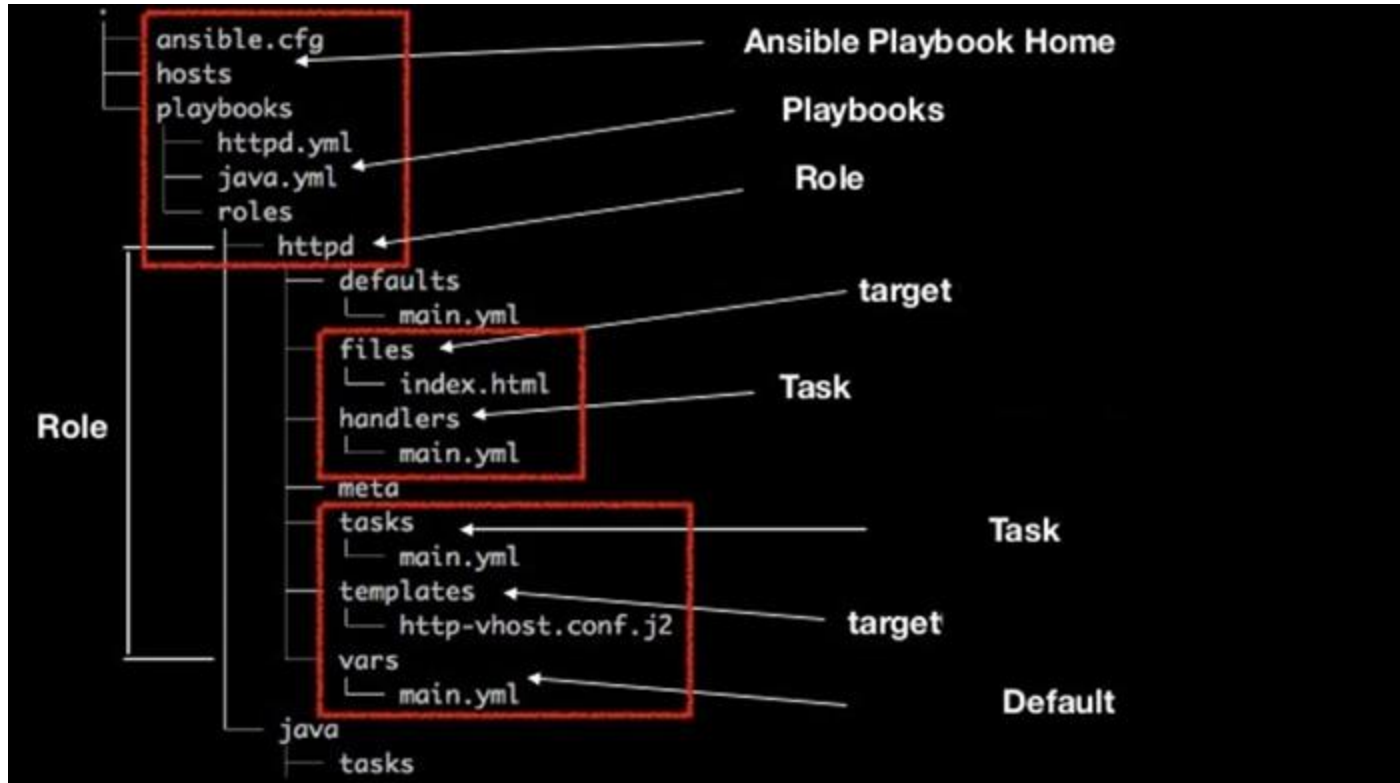 ansible.cfg
Ansible Playbook Home
hosts
playbooks
Playbooks
httpd.yml
java.yml
Role
roles
httpd
defaults
target
main.yml
files
index.html
Task
handlers
Role
main.yml
meta
tasks
Task
main.yml
templates
http-vhost.conf.j2
target
vars
main.yml
Default
java
tasks